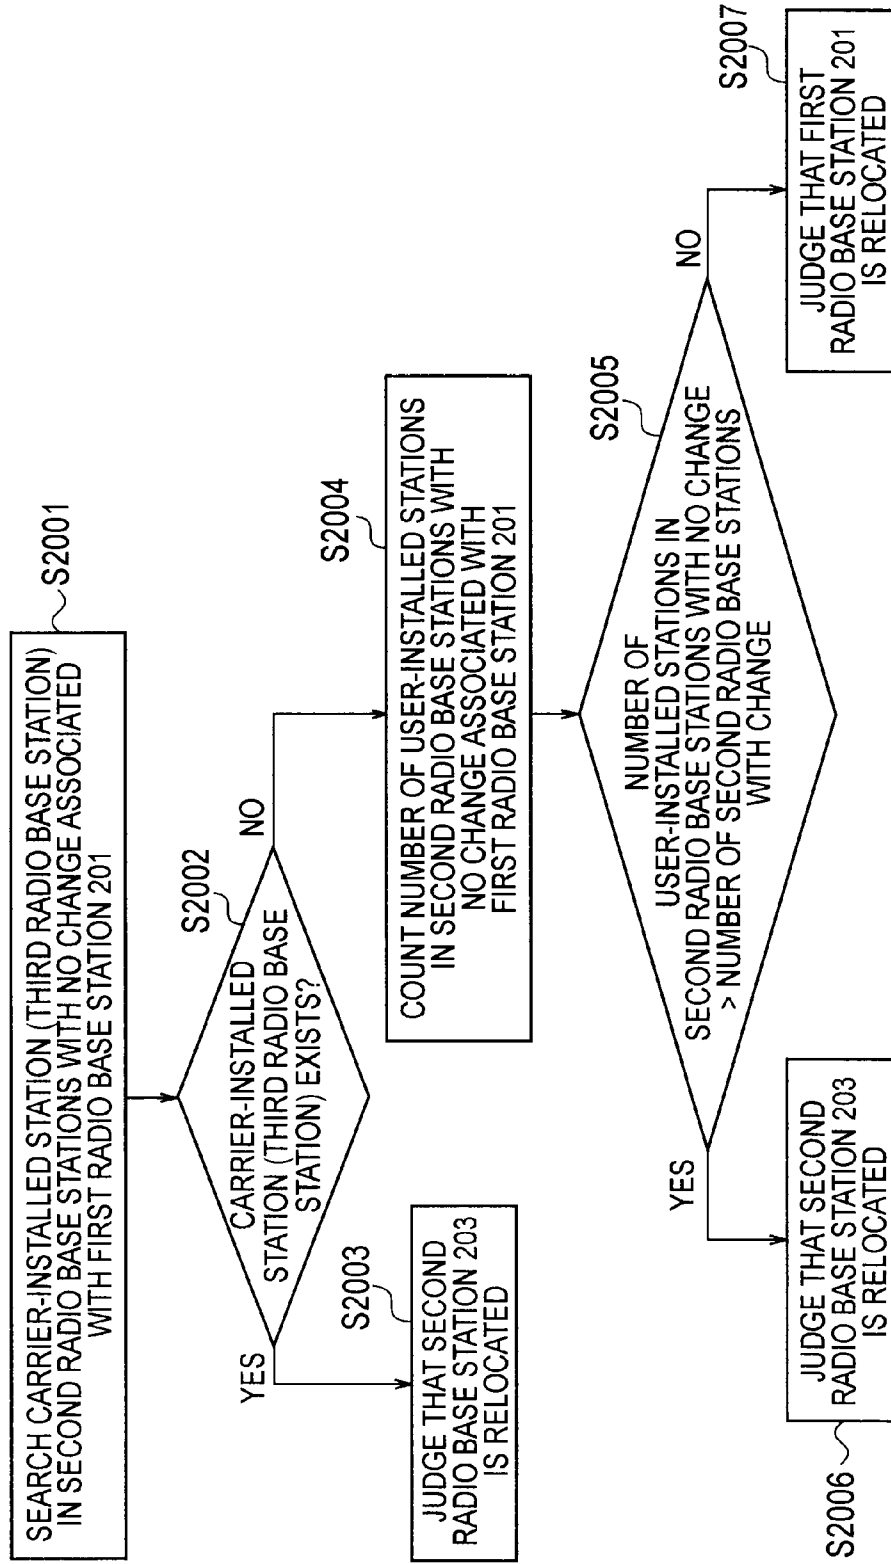 S2001
SEARCH CARRIER-INSTALLED STATION (THIRD RADIO BASE STATION)
IN SECOND RADIO BASE STATIONS WITH NO CHANGE ASSOCIATED
WITH FIRST RADIO BASE STATION 201
S2002
CARRIER-INSTALLED
STATION (THIRD RADIO BASE
STATION) EXISTS?
YES
NO
S2003
JUDGE THAT SECOND
RADIO BASE STATION 203
IS RELOCATED
S2004
COUNT NUMBER OF USER-INSTALLED STATIONS
IN SECOND RADIO BASE STATIONS WITH
NO CHANGE ASSOCIATED WITH
FIRST RADIO BASE STATION 201
S2005
NUMBER OF
USER-INSTALLED STATIONS IN
SECOND RADIO BASE STATIONS WITH NO CHANGE
> NUMBER OF SECOND RADIO BASE STATIONS
WITH CHANGE
YES
NO
S2006
JUDGE THAT SECOND
RADIO BASE STATION 203
IS RELOCATED
S2007
JUDGE THAT FIRST
RADIO BASE STATION 201
IS RELOCATED